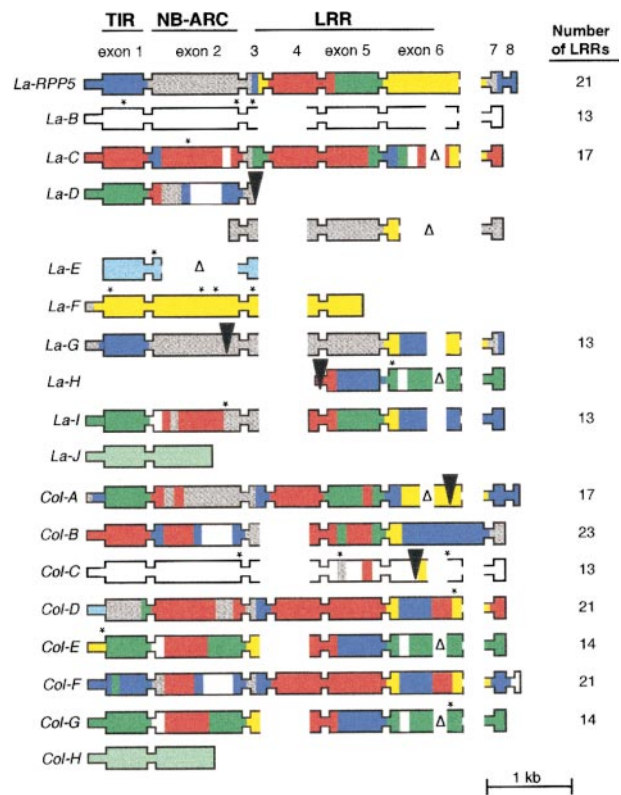 TIR NB-ARC LRR Number of LRRs
exon 1 exon 2 3 4 exon 5 exon 6 7 8
La-RPP5 21
* * *
La-B 13
*
La-C Δ 17
La-D
Δ
*
La-E Δ
* * * *
La-F
La-G 13
*
La-H Δ
*
La-I 13
La-J
Col-A Δ 17
Col-B 23
* * *
Col-C 13
*
Col-D 21
*
Col-E Δ 14
Col-F 21
*
Col-G Δ 14
Col-H
1 kb